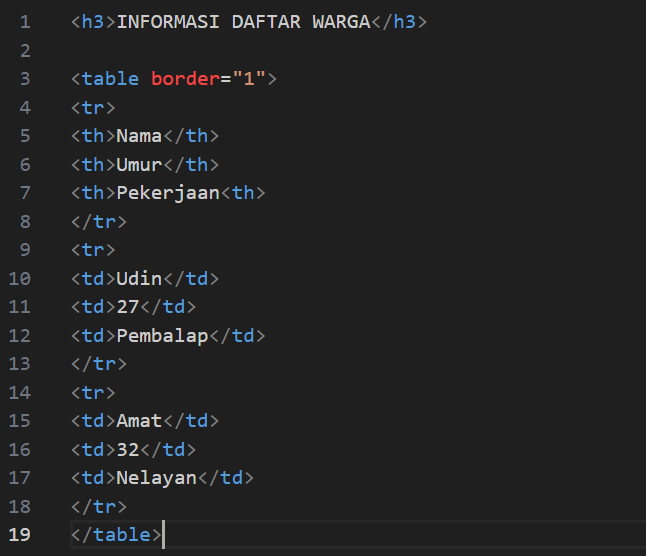 1 <h3>INFORMASI DAFTAR WARGA</h3>
2
3 <table border="1">
4 <tr>
5 <th>Nama</th>
6 <th>Umur</th>
7 <th>Pekerjaan<th>
8 </tr>
9 <tr>
10 <td>Udin</td>
11 <td>27</td>
12 <td>Pembalap</td>
13 </tr>
14 <tr>
15 <td>Amat</td>
16 <td>32</td>
17 <td>Nelayan</td>
18 </tr>
19 </table>